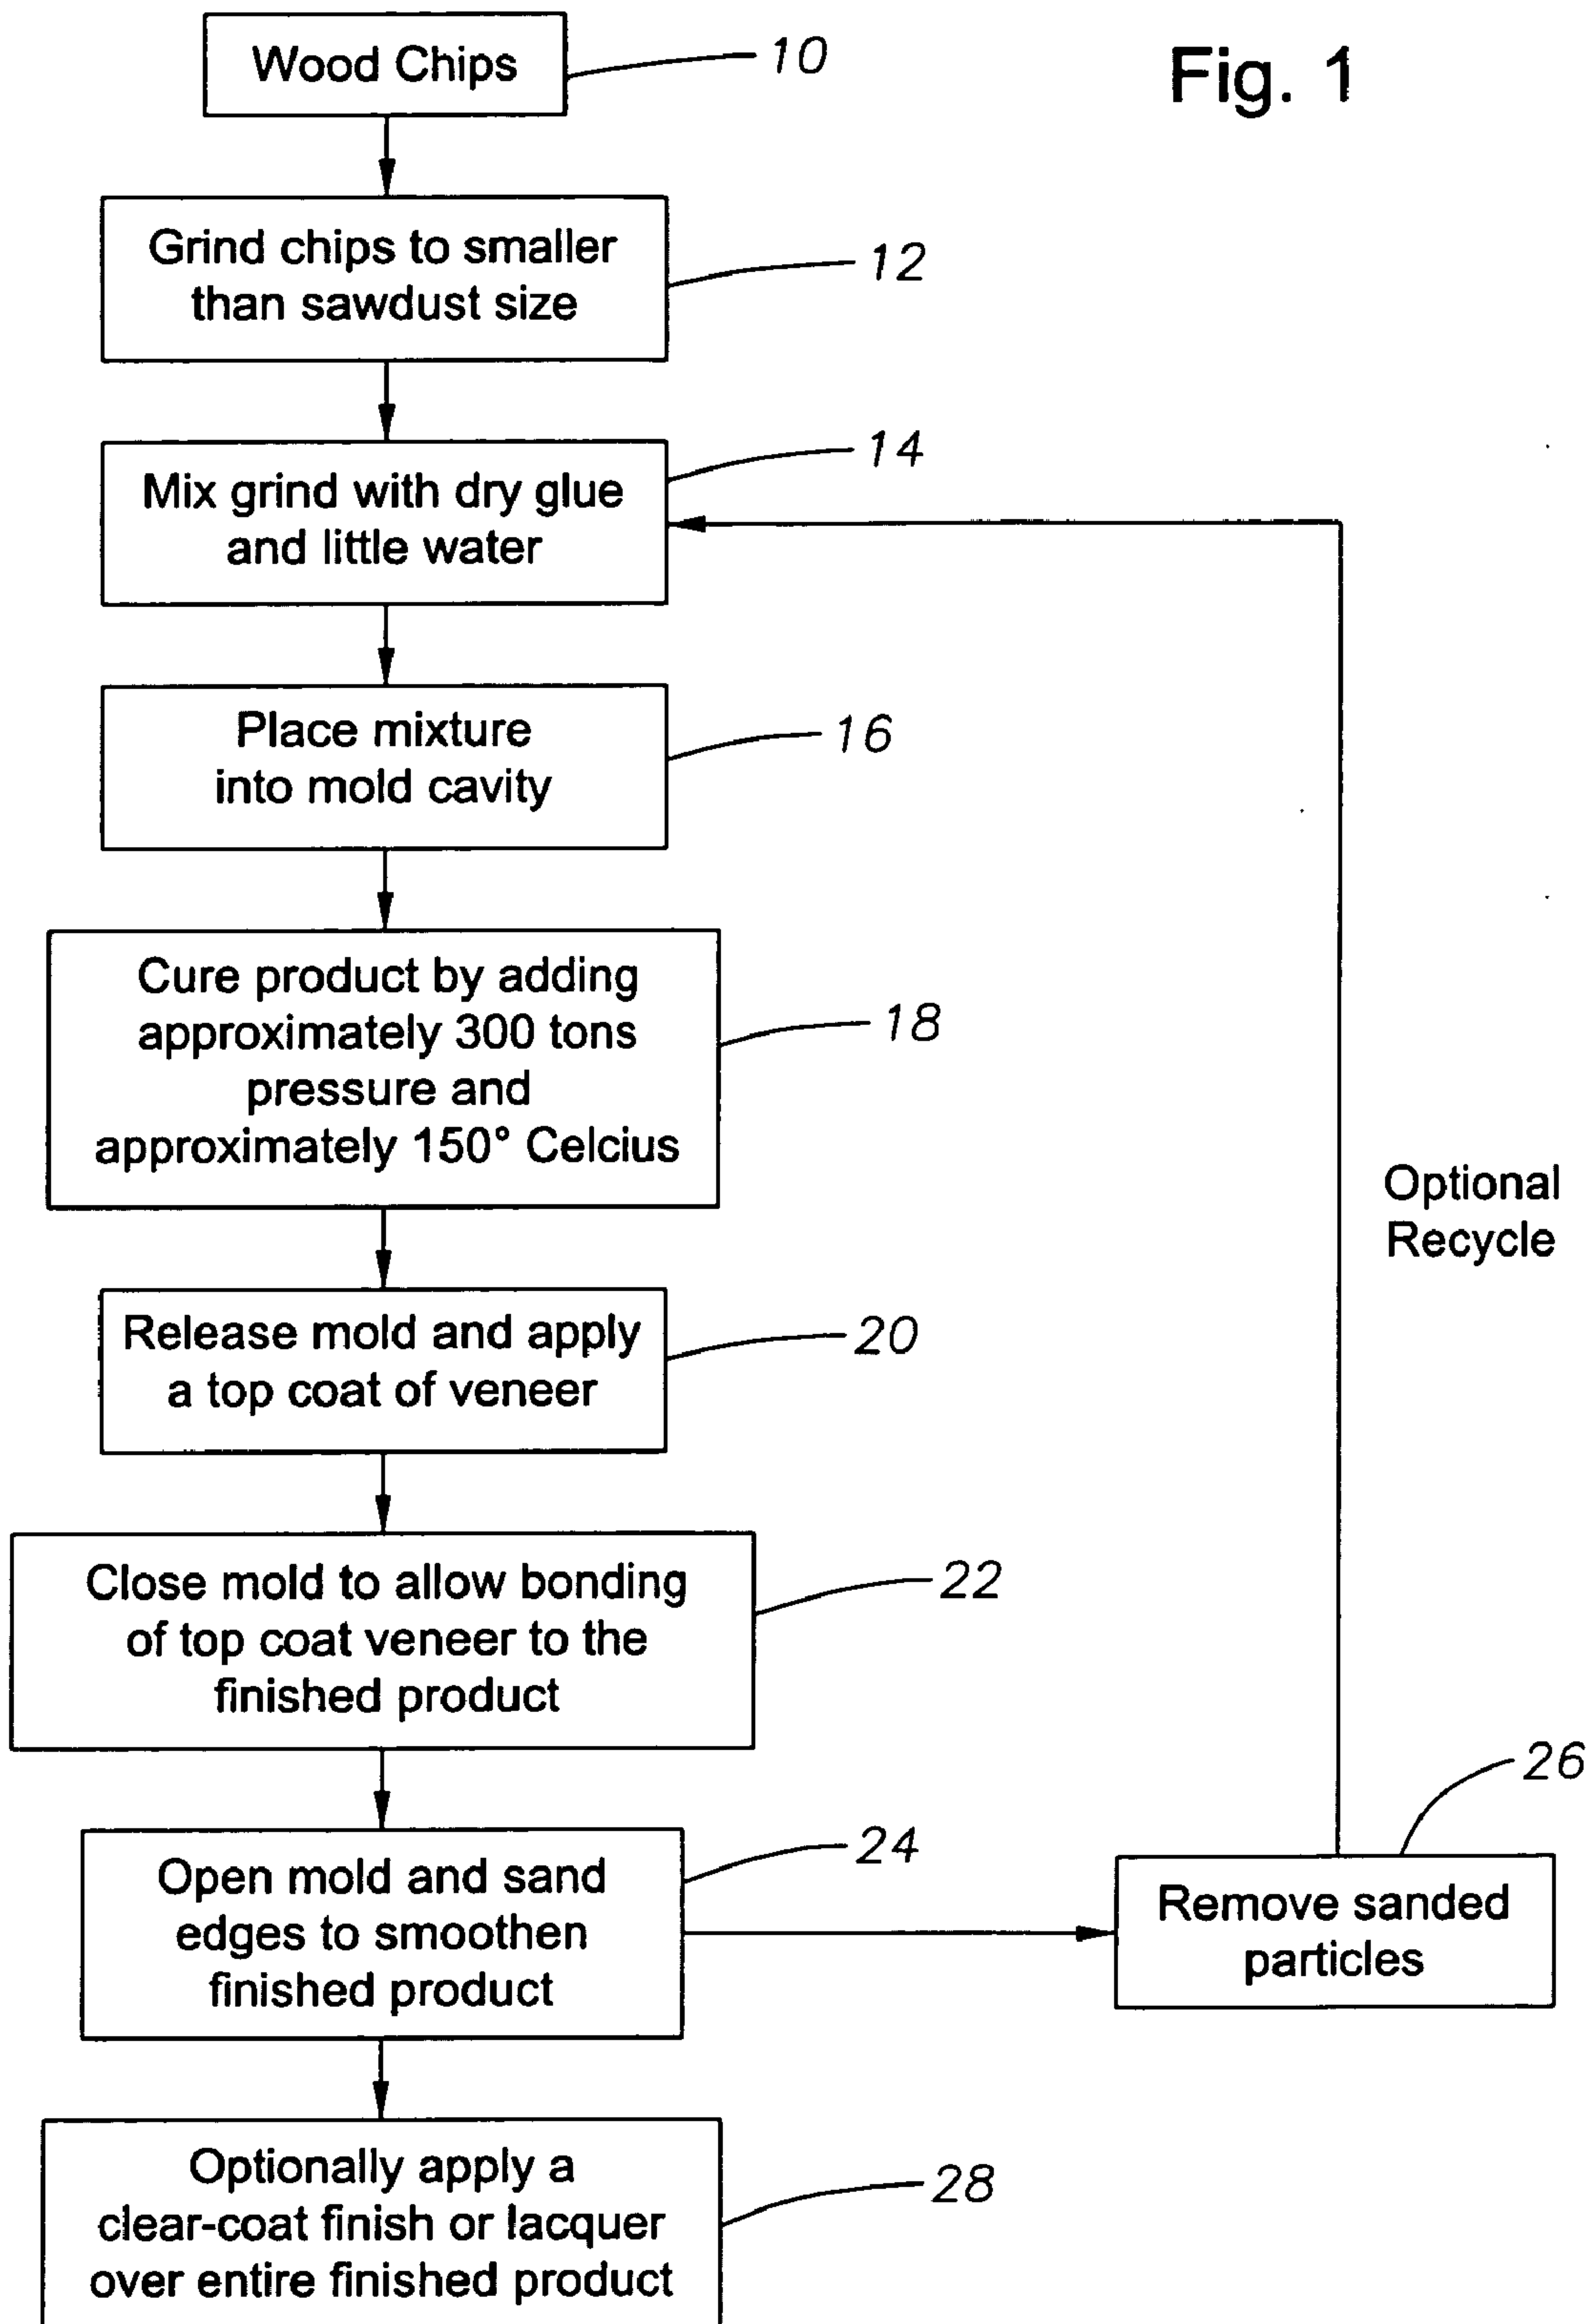 Fig. 1
Wood Chips
10
Grind chips to smaller
than sawdust size
12
Mix grind with dry glue
and little water
14
Place mixture
into mold cavity
16
Cure product by adding
approximately 300 tons
pressure and
approximately 150° Celcius
18
Optional
Recycle
Release mold and apply
a top coat of veneer
20
Close mold to allow bonding
of top coat veneer to the
finished product
22
Open mold and sand
edges to smoothen
finished product
24
Remove sanded
particles
26
Optionally apply a
clear-coat finish or lacquer
over entire finished product
28